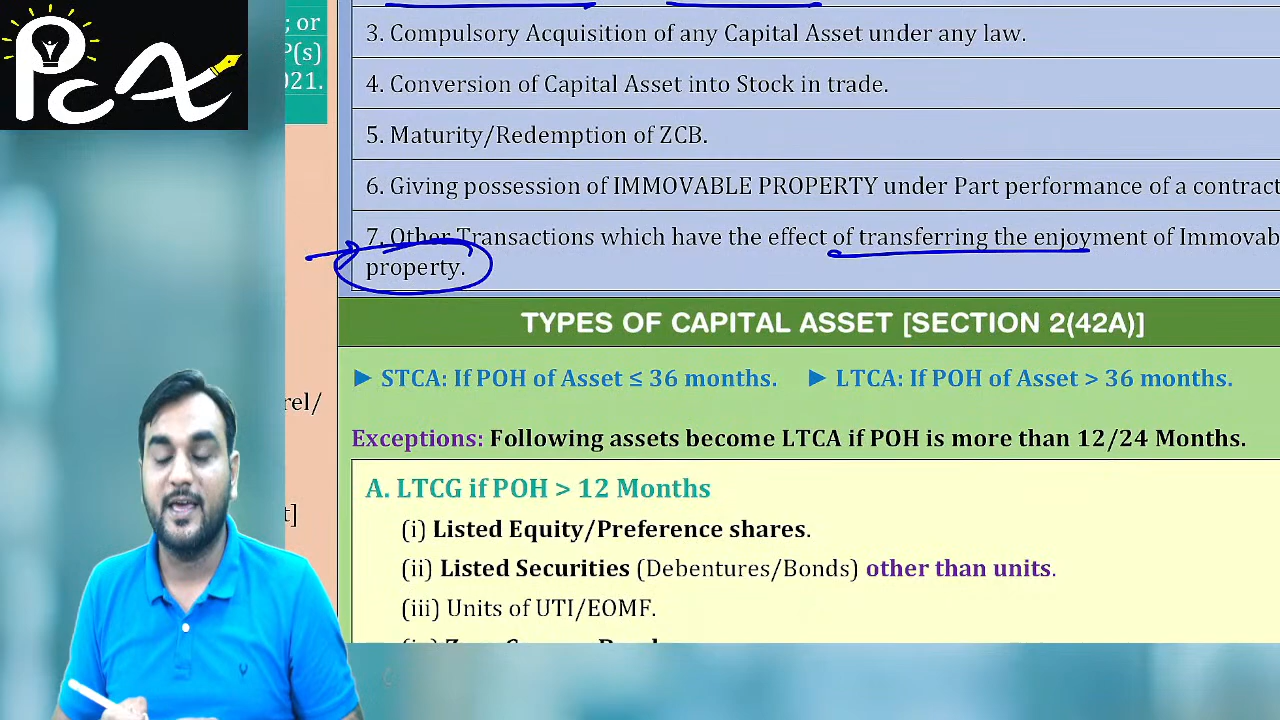 PCA
; or
P(s)
021.
rel/
t]
3. Compulsory Acquisition of any Capital Asset under any law.
4. Conversion of Capital Asset into Stock in trade.
5. Maturity/Redemption of ZCB.
6. Giving possession of IMMOVABLE PROPERTY under Part performance of a contract
7. Other Transactions which have the effect of transferring the enjoyment of Immovab
property.
TYPES OF CAPITAL ASSET [SECTION 2(42A)]
► STCA: If POH of Asset ≤ 36 months. ► LTCA: If POH of Asset > 36 months.
Exceptions: Following assets become LTCA if POH is more than 12/24 Months.
A. LTCG if POH > 12 Months
(i) Listed Equity/Preference shares.
(ii) Listed Securities (Debentures/Bonds) other than units.
(iii) Units of UTI/EOMF.